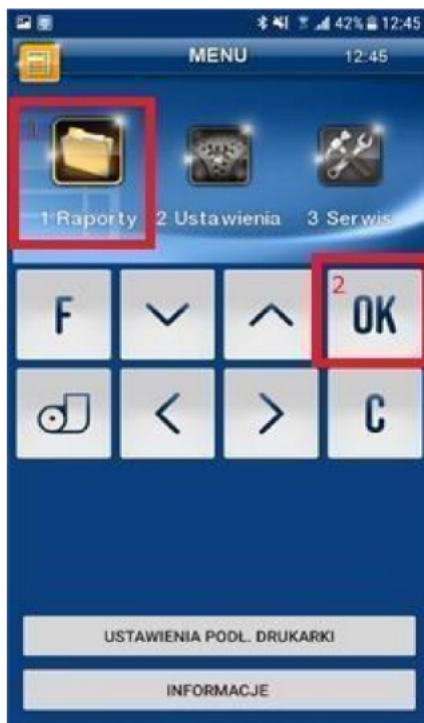 42% 12:45
MENU 12:45
1
1 Raporty 2 Ustawienia 3 Serwis
2
F OK
C
USTAWIENIA PODŁ. DRUKARKI
INFORMACJE